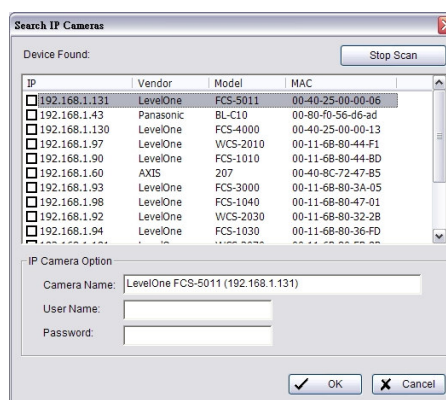 Search IP Cameras
Device Found:
Stop Scan
IP Vendor Model MAC
192.168.1.131 LevelOne FCS-5011 00-40-25-00-00-06
192.168.1.43 Panasonic BL-C10 00-80-f0-56-d6-ad
192.168.1.130 LevelOne FCS-4000 00-40-25-00-00-13
192.168.1.97 LevelOne WCS-2010 00-11-6B-80-44-F1
192.168.1.90 LevelOne FCS-1010 00-11-6B-80-44-BD
192.168.1.60 AXIS 207 00-40-8C-72-47-B5
192.168.1.93 LevelOne FCS-3000 00-11-6B-80-3A-05
192.168.1.98 LevelOne FCS-1040 00-11-6B-80-47-01
192.168.1.92 LevelOne WCS-2030 00-11-6B-80-32-2B
192.168.1.94 LevelOne FCS-1030 00-11-6B-80-36-FD
IP Camera Option
Camera Name: LevelOne FCS-5011 (192.168.1.131)
User Name:
Password:
OK Cancel